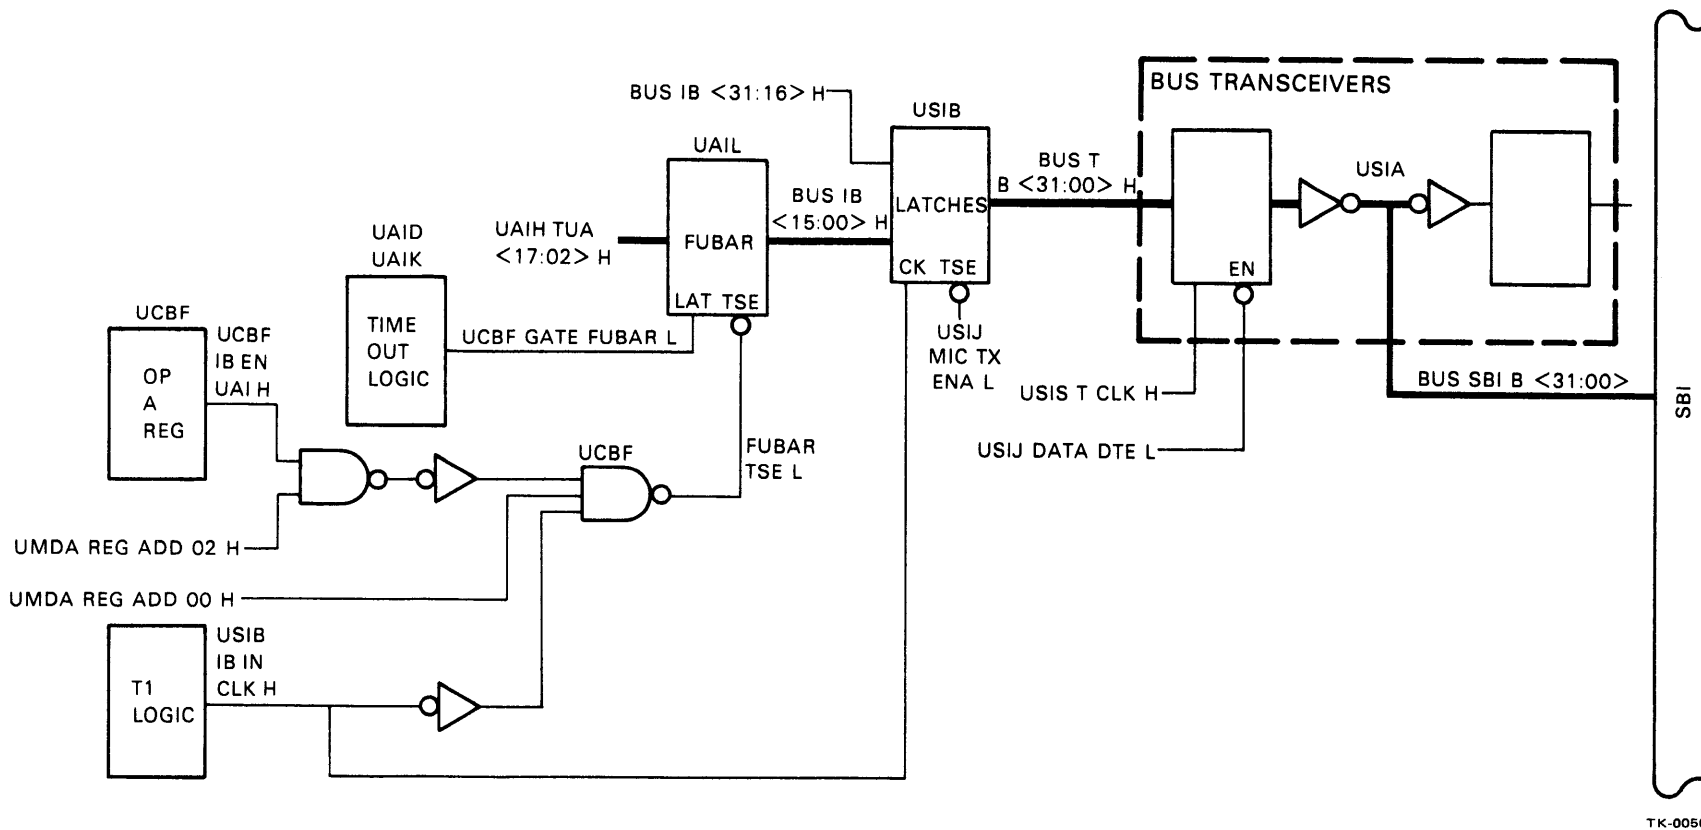 BUS TRANSCEIVERS
BUS IB <31:16> H
USIB
UAIL
BUS T
B <31:00> H
USIA
BUS IB
<15:00> H
LATCHES
UAIH TUA
<17:02> H
FUBAR
UAID
UAIK
CK TSE
EN
LAT TSE
UCBF
UCBF
IB EN
UAI H
TIME
OUT
LOGIC
UCBF GATE FUBAR L
USIJ
MIC TX
ENA L
OP
A
REG
USIS T CLK H
BUS SBI B <31:00>
SBI
UCBF
FUBAR
TSE L
USIJ DATA DTE L
UMDA REG ADD 02 H
UMDA REG ADD 00 H
USIB
IB IN
CLK H
T1
LOGIC